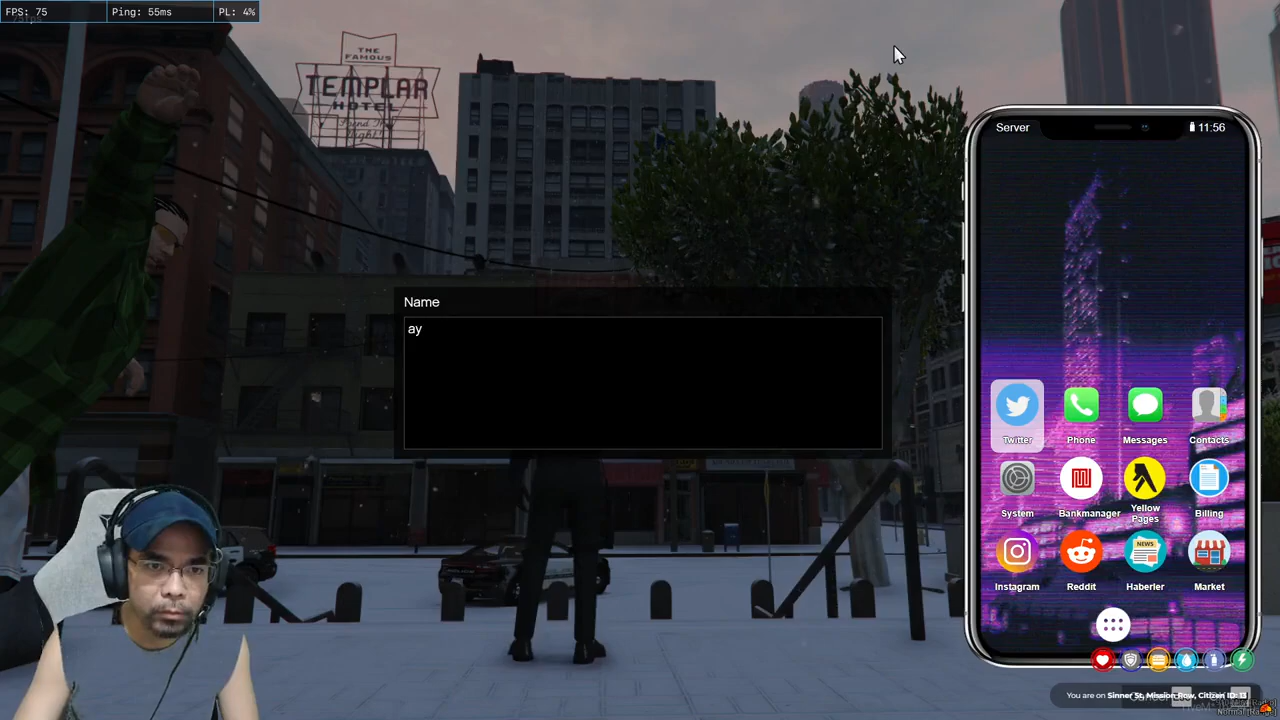 FPS: 75
Ping: 55ms
PL: 4%
THE
FAMOUS
TEMPLAR
HOTEL
Name
ay
Server
11:56
Twitter
Phone
Messages
Contacts
System
Bankmanager
Yellow
Pages
Billing
NEWS
Instagram
Reddit
Haberler
Market
You are on Sinner St, Mission Row, Citizen ID: 13